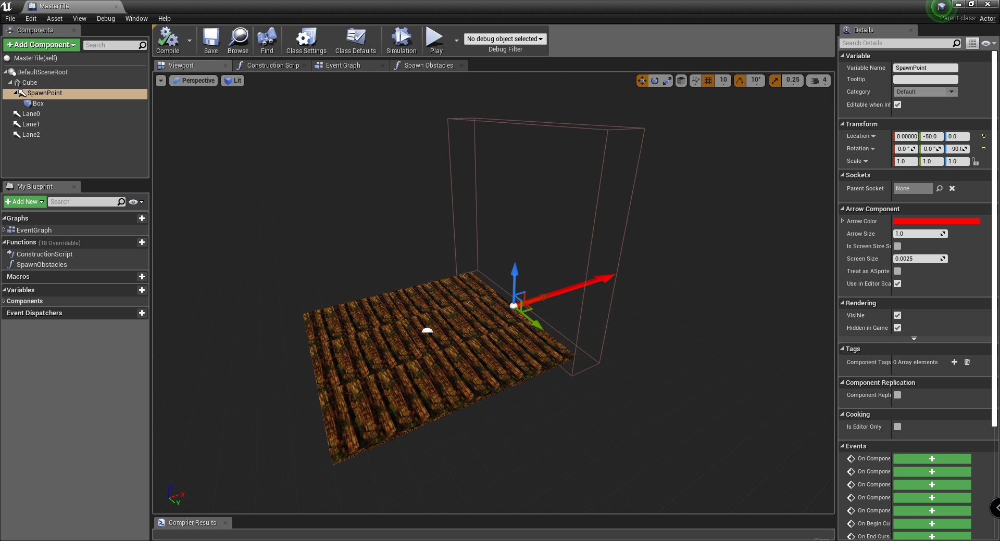 MasterTile
File Edit Asset View Debug Window Help
Parent class: Actor
Components
+ Add Component
Search
MasterTile(self)
DefaultSceneRoot
Cube
SpawnPoint
Box
Lane0
Lane1
Lane2
My Blueprint
+ Add New
Search
Graphs
EventGraph
Functions (18 Overridable)
ConstructionScript
SpawnObstacles
Macros
Variables
Components
Event Dispatchers
Compile
Save
Browse
Find
Class Settings
Class Defaults
Simulation
Play
No debug object selected
Debug Filter
Viewport
Construction Scrip
Event Graph
Spawn Obstacles
Perspective
Lit
10
10°
0.25
4
Z
X
Y
Compiler Results
Clear
Details
Search Details
Variable
Variable Name SpawnPoint
Tooltip
Category Default
Editable when Inh
Transform
Location 0.00000 -50.0 0.0
Rotation 0.0 ° 0.0 ° -90.(
Scale 1.0 1.0 1.0
Sockets
Parent Socket None
Arrow Component
Arrow Color
Arrow Size 1.0
Is Screen Size Sc
Screen Size 0.0025
Treat as ASprite
Use in Editor Sca
Rendering
Visible
Hidden in Game
Tags
Component Tags 0 Array elements
Component Replication
Component Repli
Cooking
Is Editor Only
Events
On Compone
On Compone
On Compone
On Compone
On Compone
On Begin Cu
On End Curs